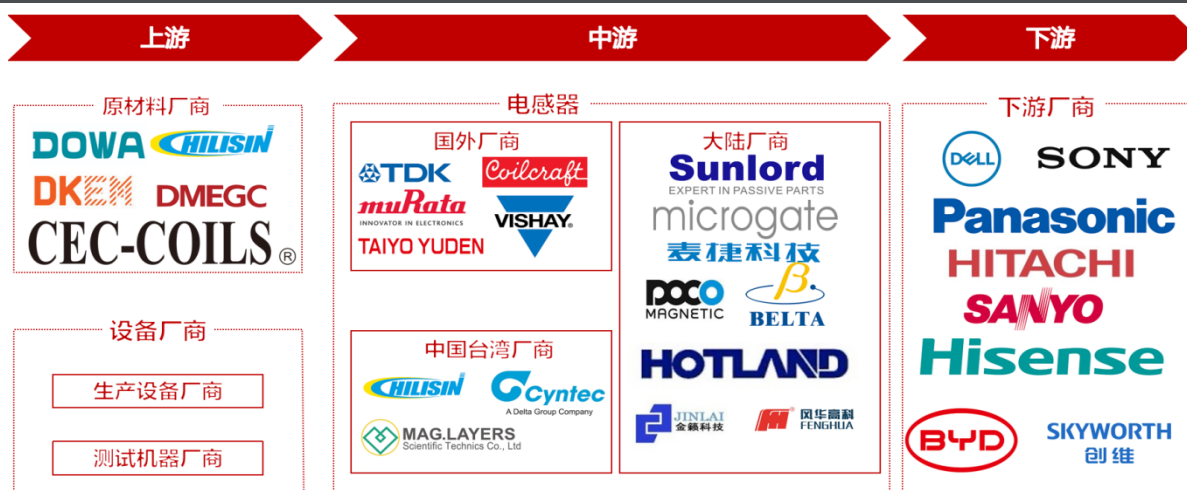 上游
中游
下游
原材料厂商
DOWA CHILISIN
DKEM DMEGC
CEC-COILS ®
设备厂商
生产设备厂商
测试机器厂商
电感器
国外厂商
TDK Coilcraft
muRata
INNOVATOR IN ELECTRONICS
VISHAY.
TAIYO YUDEN
中国台湾厂商
CHILISIN
Cyntec
A Delta Group Company
MAG.LAYERS
Scientific Technics Co., Ltd
大陆厂商
Sunlord
EXPERT IN PASSIVE PARTS
microgate
麦捷科技
POCO
MAGNETIC
β.
BELTA
HOTLAND
JINLAI
金籁科技
风华高科
FENGHUA
下游厂商
DELL SONY
Panasonic
HITACHI
SANYO
Hisense
BYD
SKYWORTH
创维